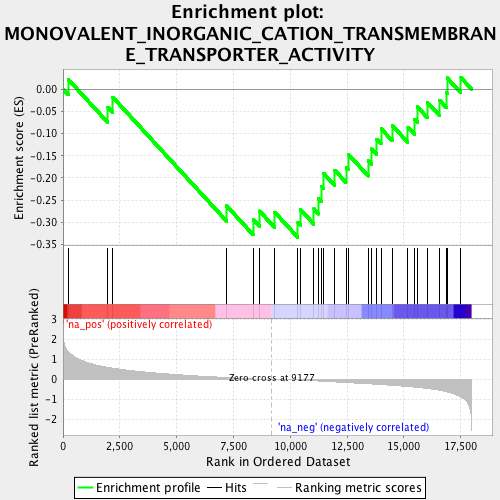 Enrichment plot:
MONOVALENT_INORGANIC_CATION_TRANSMEMBRAN
E_TRANSPORTER_ACTIVITY
Enrichment score (ES)
0.00
-0.05
-0.10
-0.15
-0.20
-0.25
-0.30
-0.35
'na_pos' (positively correlated)
Ranked list metric (PreRanked)
3
2
1
0
-1
-2
Zero cross at 9177
'na_neg' (negatively correlated)
0 2,500 5,000 7,500 10,000 12,500 15,000 17,500
Rank in Ordered Dataset
Enrichment profile Hits Ranking metric scores